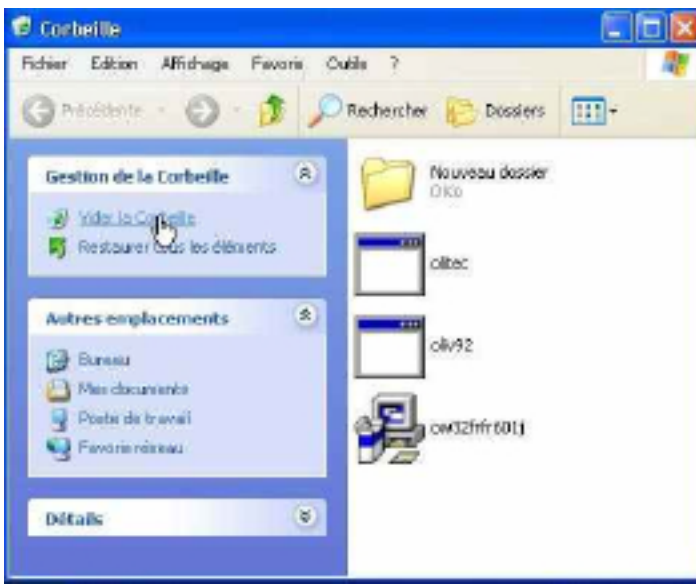 Corbeille
Fichier Edition Affichage Favoris Outils ?
Précédente Rechercher Dossiers
Gestion de la Corbeille
Vider la Corbeille
Restaurer tous les éléments
Autres emplacements
Bureau
Mes documents
Poste de travail
Favoris réseau
Détails
Nouveau dossier
0 Ko
olitec
oliv92
ow32frfr601j